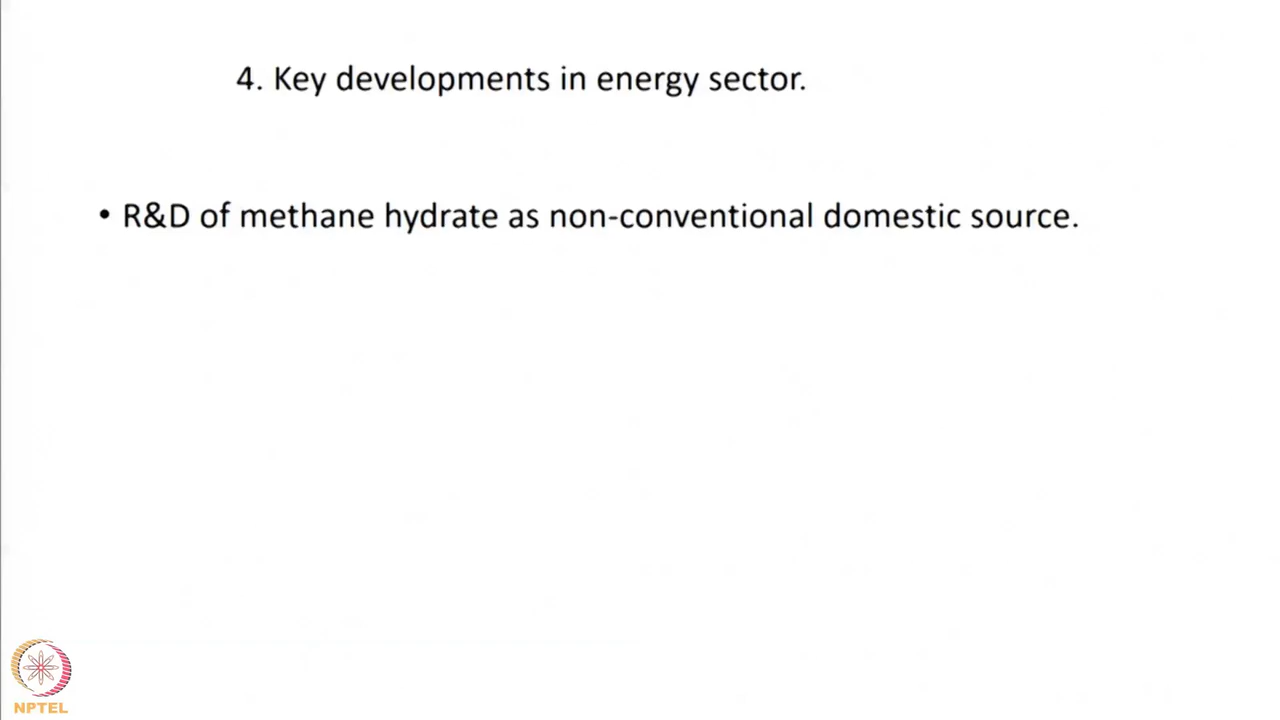 4. Key developments in energy sector.
• R&D of methane hydrate as non-conventional domestic source.
NPTEL